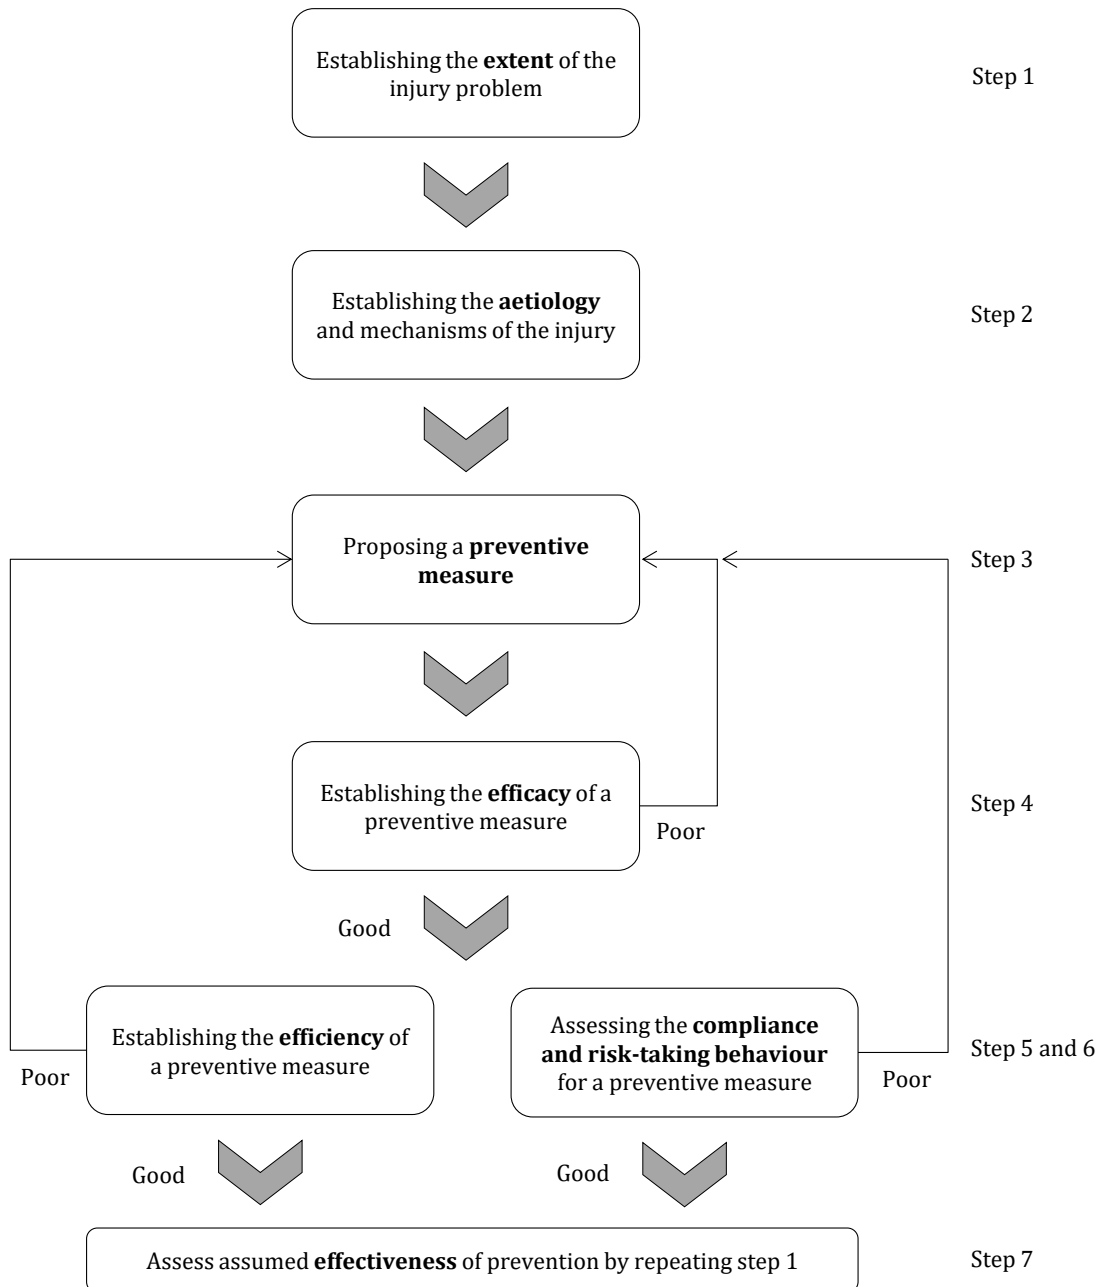 Establishing the extent of the
injury problem
Step 1
Establishing the aetiology
and mechanisms of the injury
Step 2
Proposing a preventive
measure
Step 3
Establishing the efficacy of a
preventive measure
Poor
Step 4
Good
Establishing the efficiency of
a preventive measure
Poor
Assessing the compliance
and risk-taking behaviour
for a preventive measure
Poor
Step 5 and 6
Good
Good
Assess assumed effectiveness of prevention by repeating step 1
Step 7